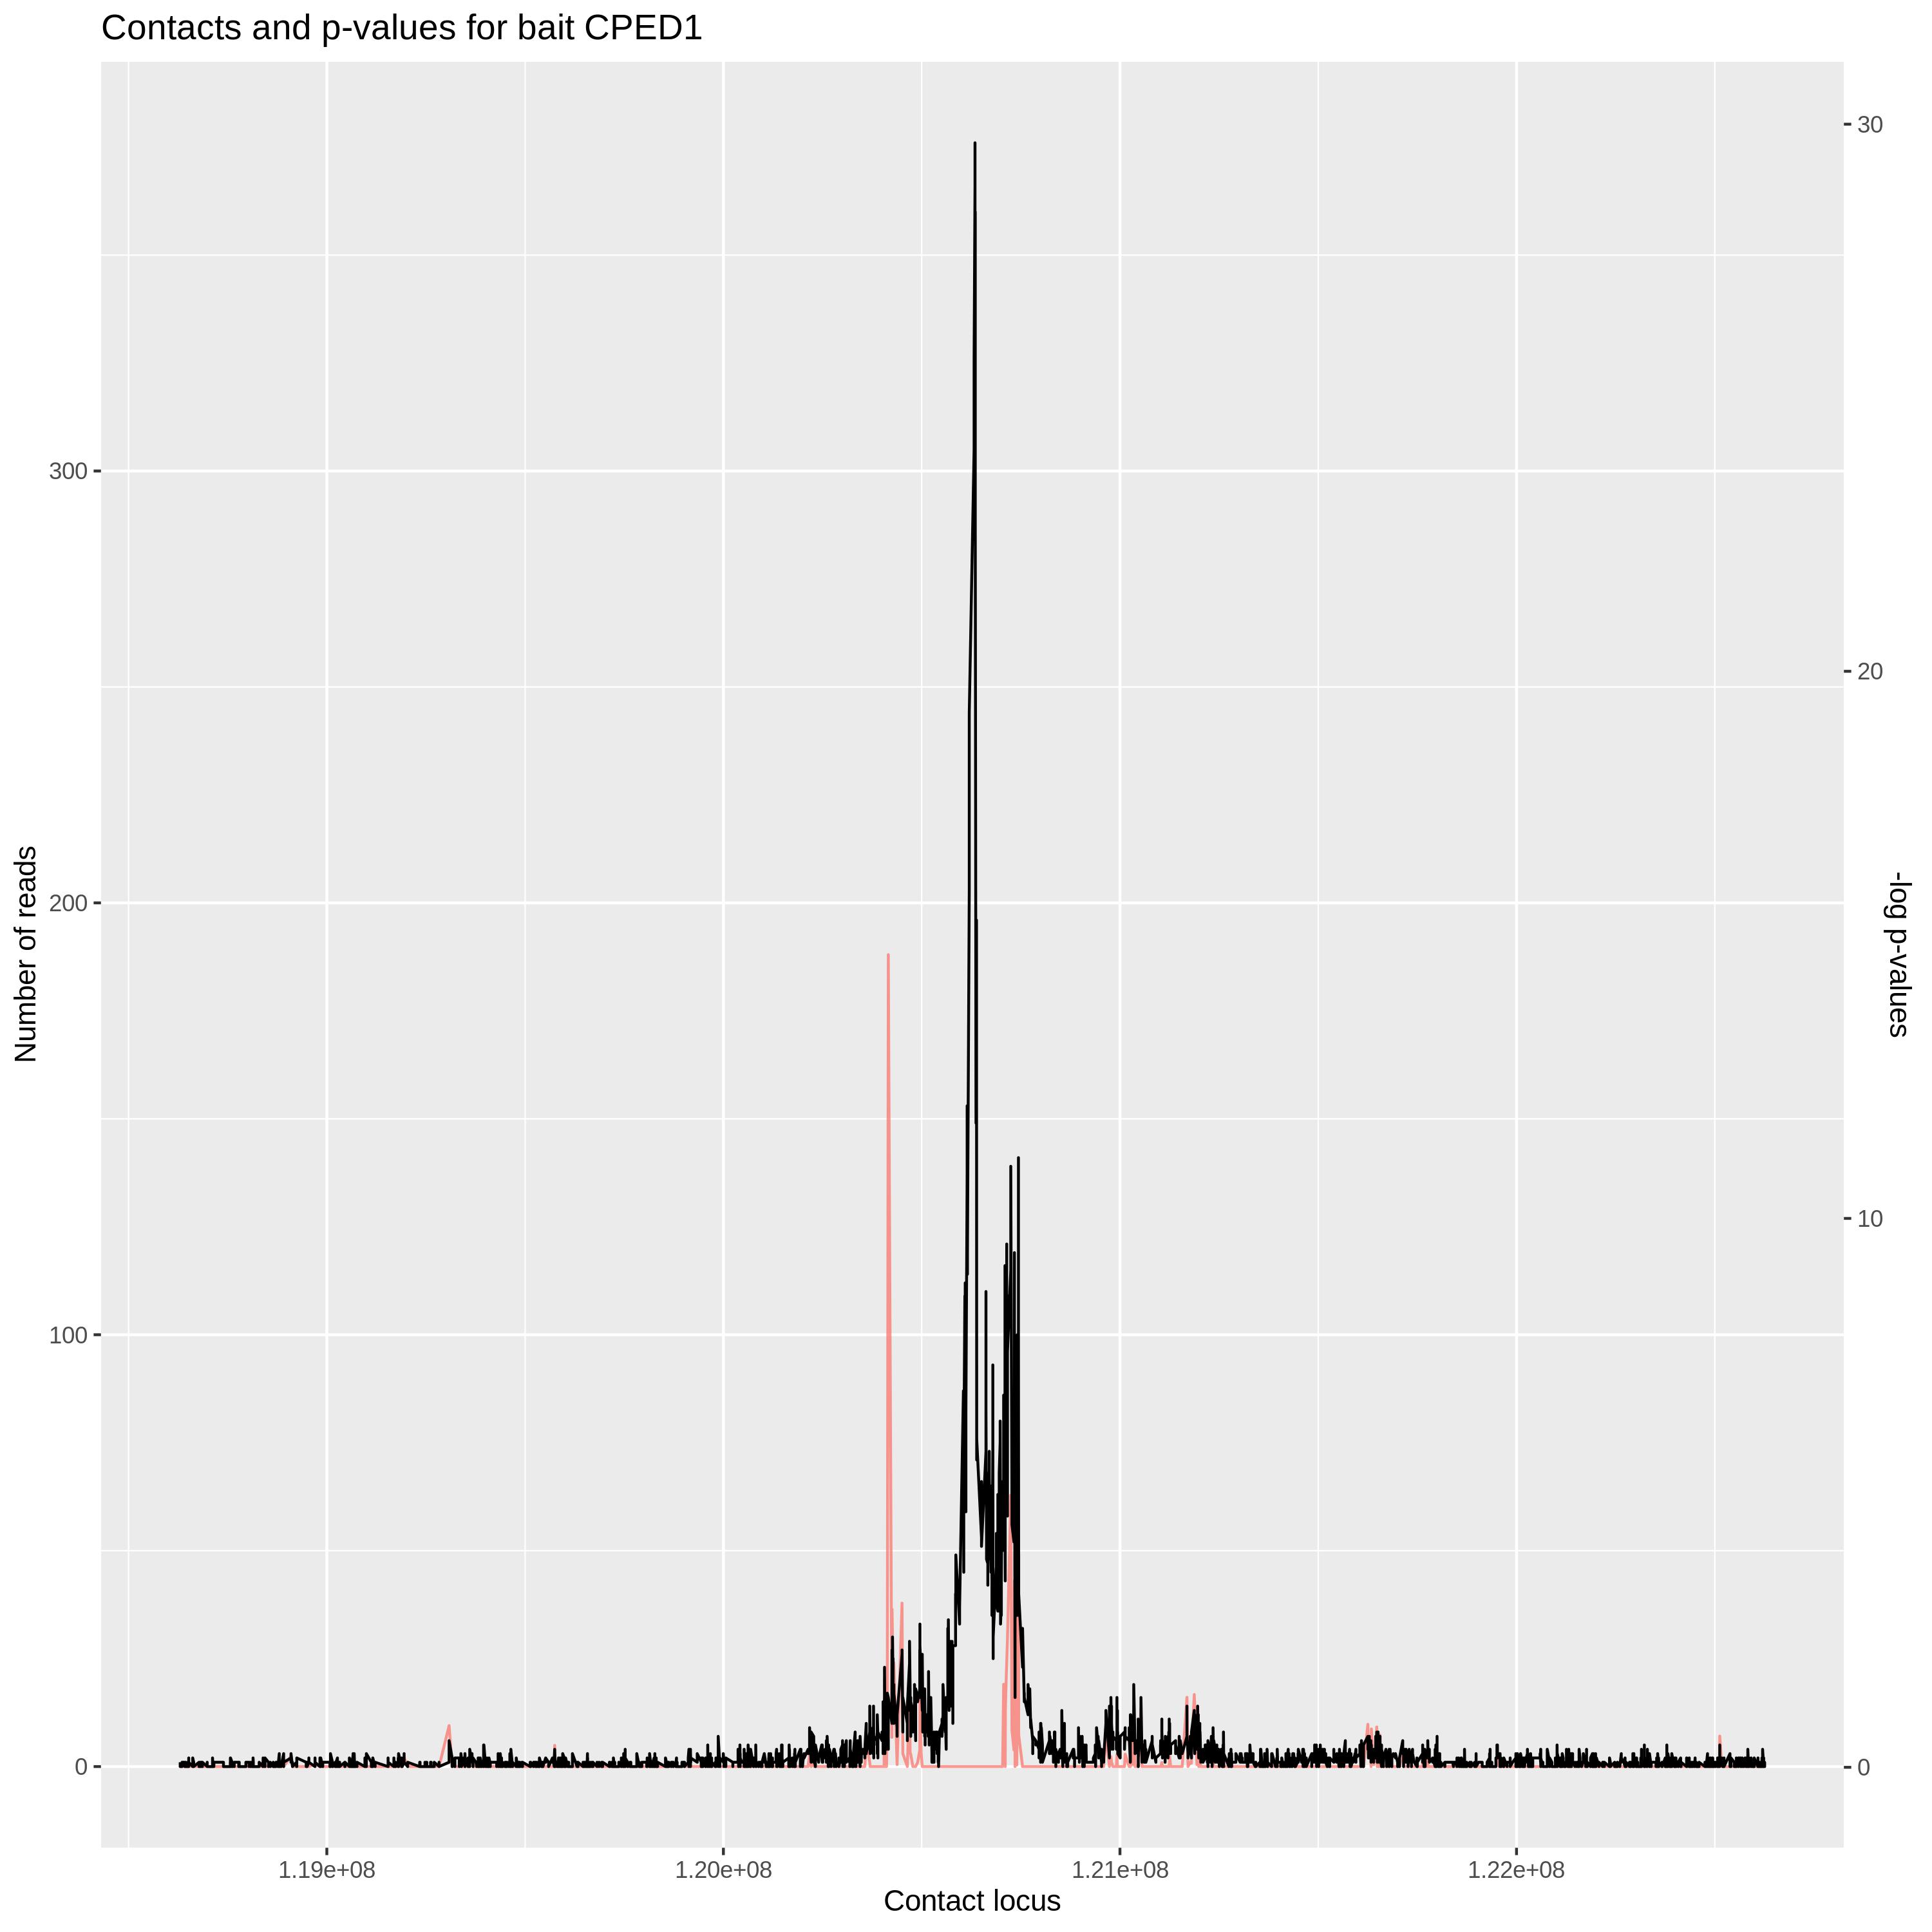 Contacts and p-values for bait CPED1
30
300
20
200
Number of reads
-log p-values
10
100
0
0
1.19e+08
1.20e+08
1.21e+08
1.22e+08
Contact locus